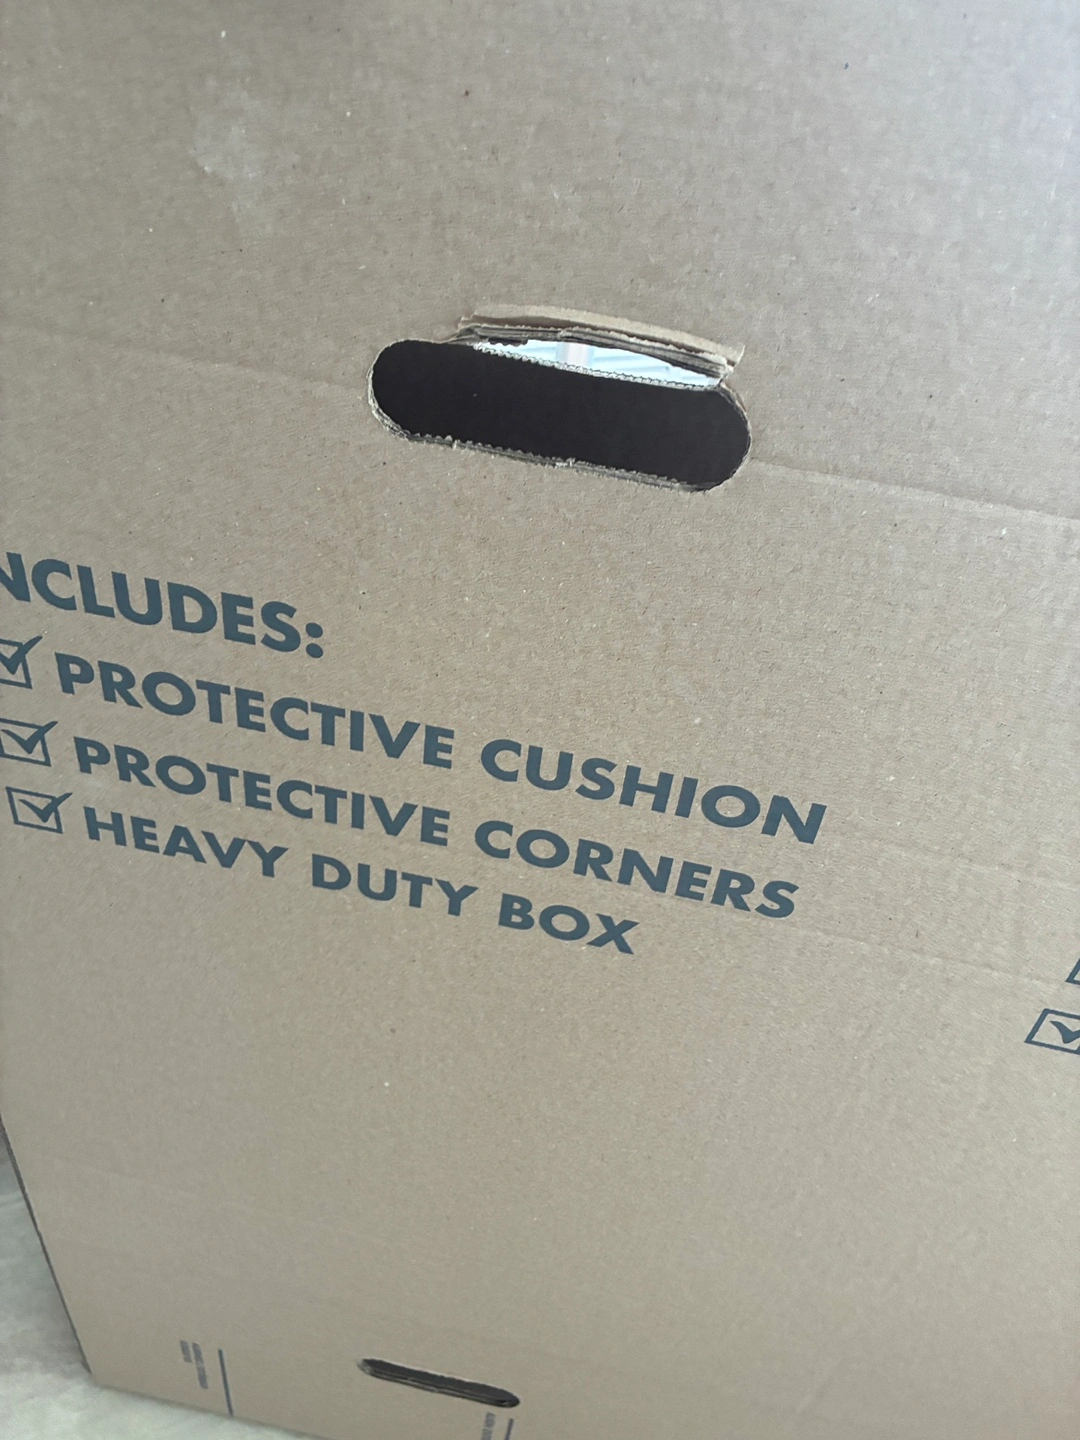 NCLUDES:
PROTECTIVE CUSHION
PROTECTIVE CORNERS
HEAVY DUTY BOX